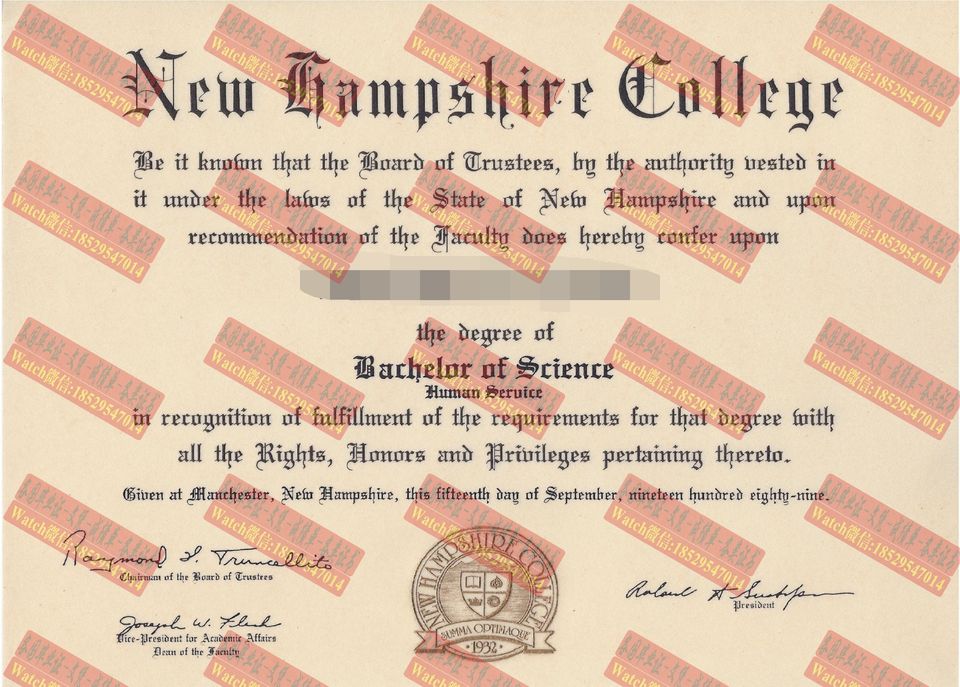 New Hampshire College
Be it known that the Board of Trustees, by the authority vested in
it under the laws of the State of New Hampshire and upon
recommendation of the Faculty does hereby confer upon
the degree of
Bachelor of Science
Human Service
in recognition of fulfillment of the requirements for that degree with
all the Rights, Honors and Privileges pertaining thereto.
Given at Manchester, New Hampshire, this fifteenth day of September, nineteen hundred eighty-nine.
Chairman of the Board of Trustees
President
Vice-President for Academic Affairs
Dean of the Faculty
NEW HAMPSHIRE COLLEGE
SUMMA OPTIMAQUE
1932
Watch微信:18529547014